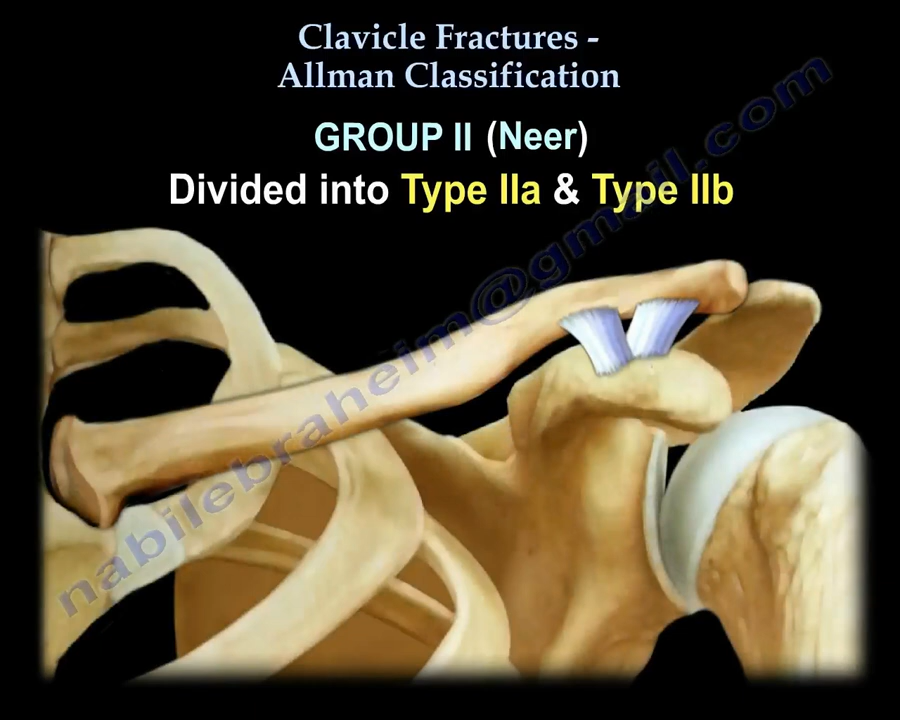 Clavicle Fractures -
Allman Classification
GROUP II (Neer)
Divided into Type IIa & Type IIb
nabilebraheim@gmail.com